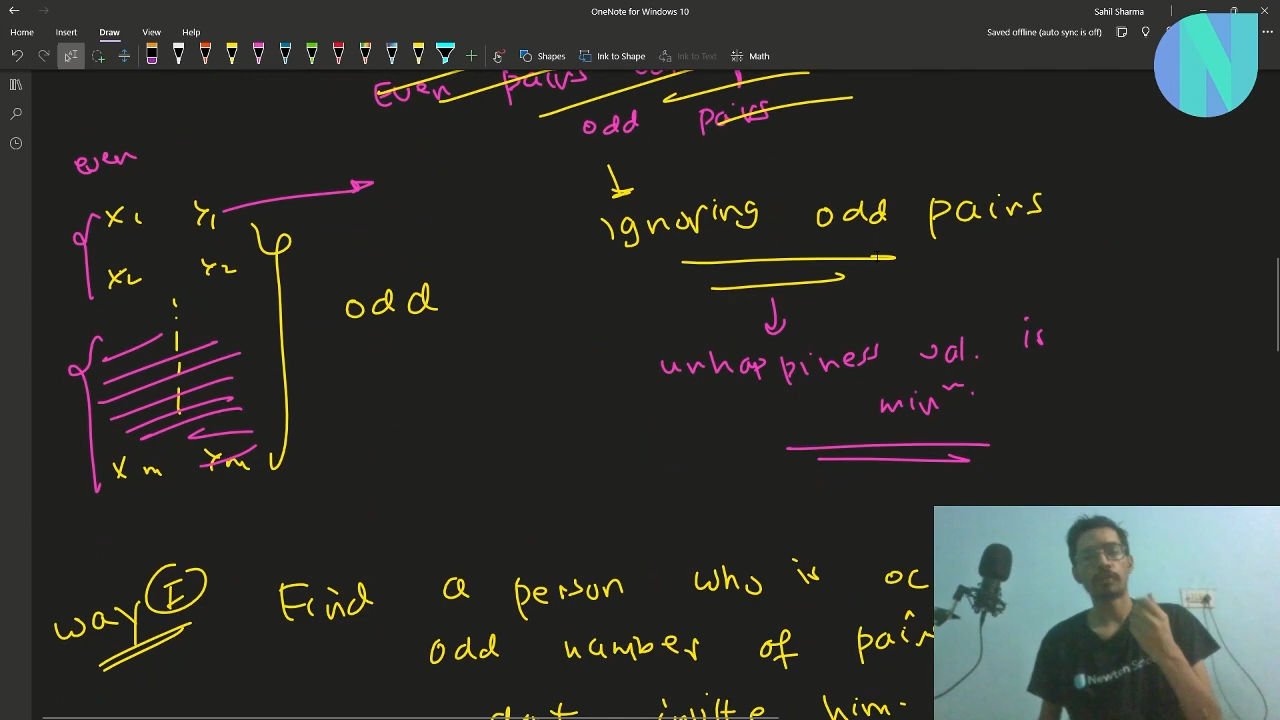 OneNote for Windows 10
Sahil Sharma
Home Insert Draw View Help
Saved offline (auto sync is off)
Shapes Ink to Shape Ink to Text Math
Even pairs
odd pairs
even
ignoring odd pairs
X1 Y1
X2 Y2
odd
unhappiness val. is
min^m.
Xm Ym
way I
Find a person who is oc
odd number of pair
him.
Newton Sc